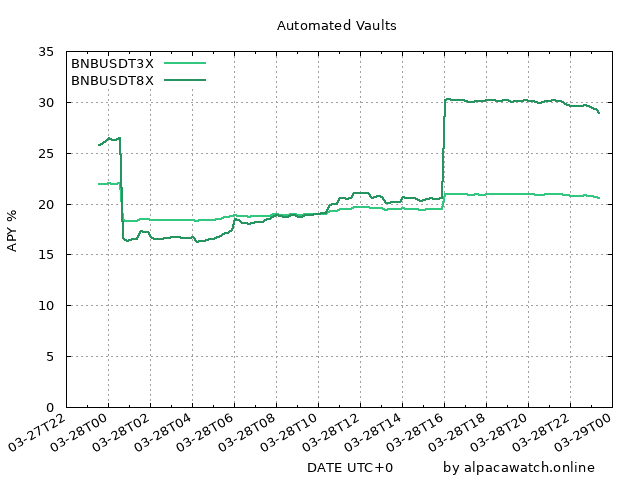 Automated Vaults
BNBUSDT3X
BNBUSDT8X
APY %
35
30
25
20
15
10
5
0
03-27T22
03-28T00
03-28T02
03-28T04
03-28T06
03-28T08
03-28T10
03-28T12
03-28T14
03-28T16
03-28T18
03-28T20
03-28T22
03-29T00
DATE UTC+0
by alpacawatch.online